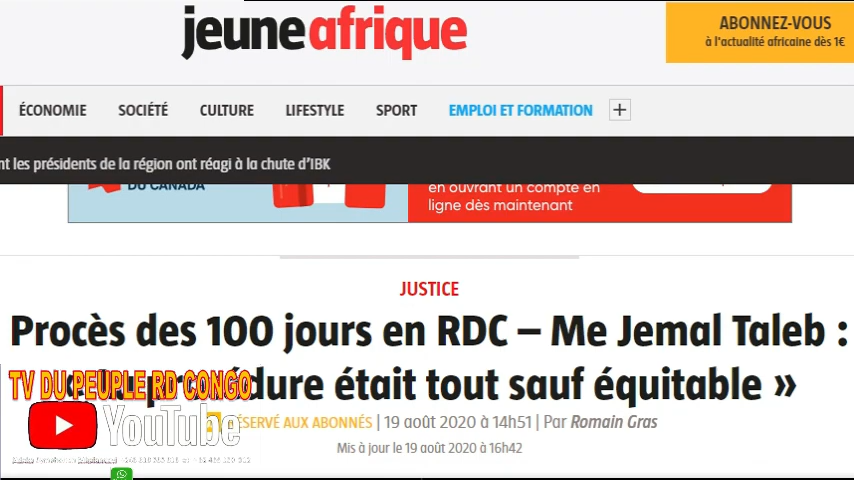 jeune afrique
ABONNEZ-VOUS
à l'actualité africaine dès 1€
ÉCONOMIE SOCIÉTÉ CULTURE LIFESTYLE SPORT EMPLOI ET FORMATION +
nt les présidents de la région ont réagi à la chute d'IBK
DU CANADA
en ouvrant un compte en
ligne dès maintenant
JUSTICE
Procès des 100 jours en RDC – Me Jemal Taleb :
était tout sauf équitable »
TV DU PEUPLE RD CONGO
YouTube
RÉSERVÉ AUX ABONNÉS | 19 août 2020 à 14h51 | Par Romain Gras
Mis à jour le 19 août 2020 à 16h42